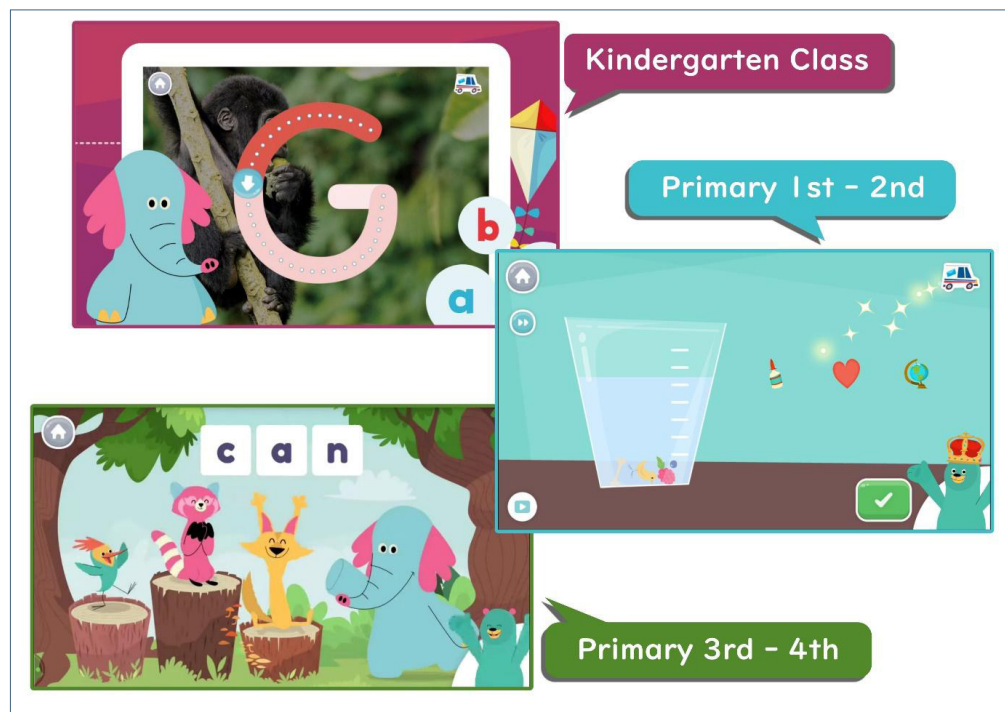 Kindergarten Class
G
b
a
Primary 1st - 2nd
c a n
Primary 3rd - 4th